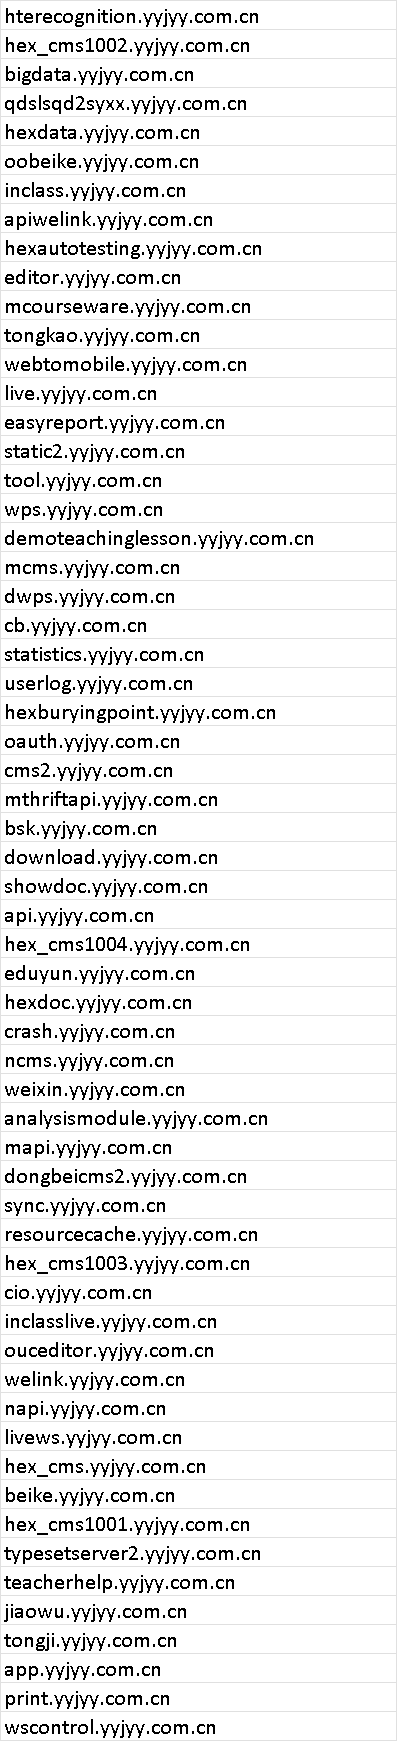 hterecognition.yyjyy.com.cn
hex_cms1002.yyjyy.com.cn
bigdata.yyjyy.com.cn
qdslsqd2syxx.yyjyy.com.cn
hexdata.yyjyy.com.cn
oobeike.yyjyy.com.cn
inclass.yyjyy.com.cn
apiwelink.yyjyy.com.cn
hexautotesting.yyjyy.com.cn
editor.yyjyy.com.cn
mcourseware.yyjyy.com.cn
tongkao.yyjyy.com.cn
webtomobile.yyjyy.com.cn
live.yyjyy.com.cn
easyreport.yyjyy.com.cn
static2.yyjyy.com.cn
tool.yyjyy.com.cn
wps.yyjyy.com.cn
demoteachinglesson.yyjyy.com.cn
mcms.yyjyy.com.cn
dwps.yyjyy.com.cn
cb.yyjyy.com.cn
statistics.yyjyy.com.cn
userlog.yyjyy.com.cn
hexburyingpoint.yyjyy.com.cn
oauth.yyjyy.com.cn
cms2.yyjyy.com.cn
mthriftapi.yyjyy.com.cn
bsk.yyjyy.com.cn
download.yyjyy.com.cn
showdoc.yyjyy.com.cn
api.yyjyy.com.cn
hex_cms1004.yyjyy.com.cn
eduyun.yyjyy.com.cn
hexdoc.yyjyy.com.cn
crash.yyjyy.com.cn
ncms.yyjyy.com.cn
weixin.yyjyy.com.cn
analysismodule.yyjyy.com.cn
mapi.yyjyy.com.cn
dongbeicms2.yyjyy.com.cn
sync.yyjyy.com.cn
resourcecache.yyjyy.com.cn
hex_cms1003.yyjyy.com.cn
cio.yyjyy.com.cn
inclasslive.yyjyy.com.cn
ouceditor.yyjyy.com.cn
welink.yyjyy.com.cn
napi.yyjyy.com.cn
livews.yyjyy.com.cn
hex_cms.yyjyy.com.cn
beike.yyjyy.com.cn
hex_cms1001.yyjyy.com.cn
typesetserver2.yyjyy.com.cn
teacherhelp.yyjyy.com.cn
jiaowu.yyjyy.com.cn
tongji.yyjyy.com.cn
app.yyjyy.com.cn
print.yyjyy.com.cn
wscontrol.yyjyy.com.cn